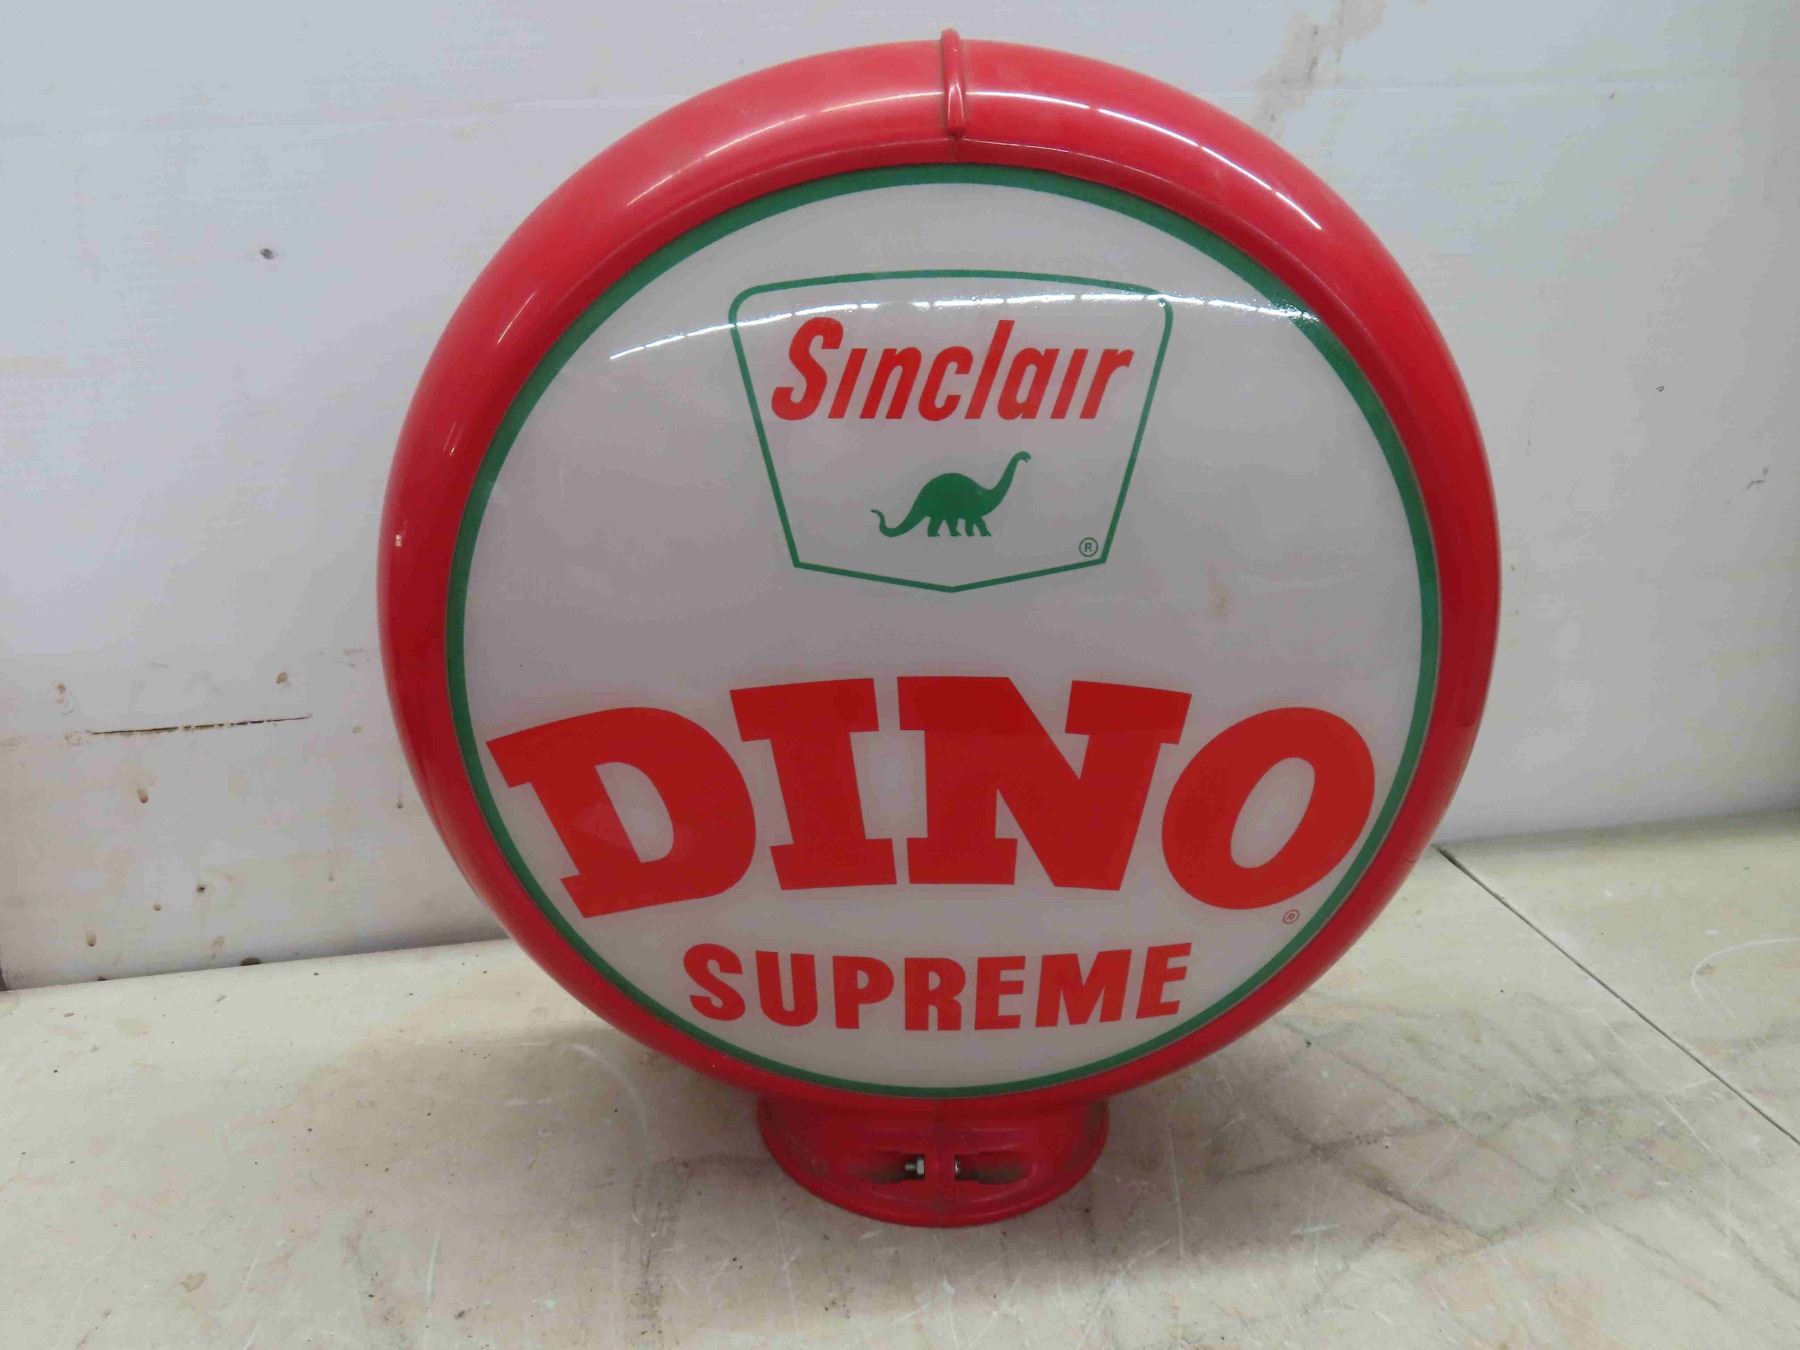 Sinclair
®
DINO
®
SUPREME